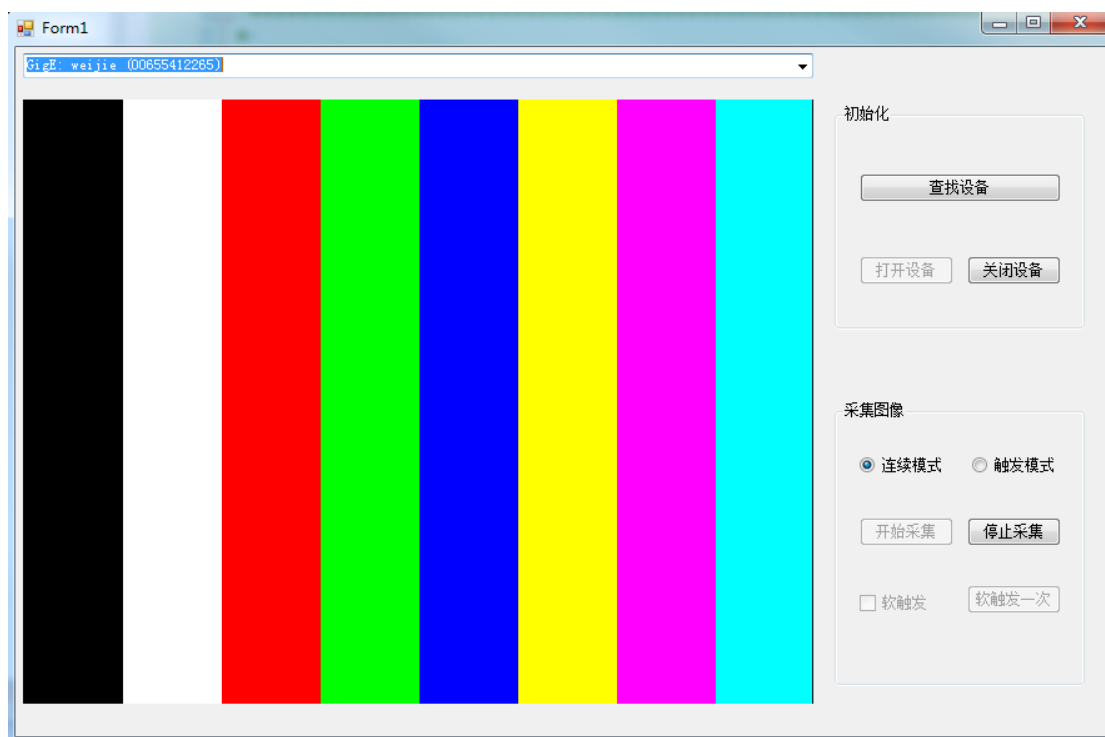 Form1
GigE: weijie (00655412265)
初始化
查找设备
打开设备 关闭设备
采集图像
连续模式 触发模式
开始采集 停止采集
软触发 软触发一次